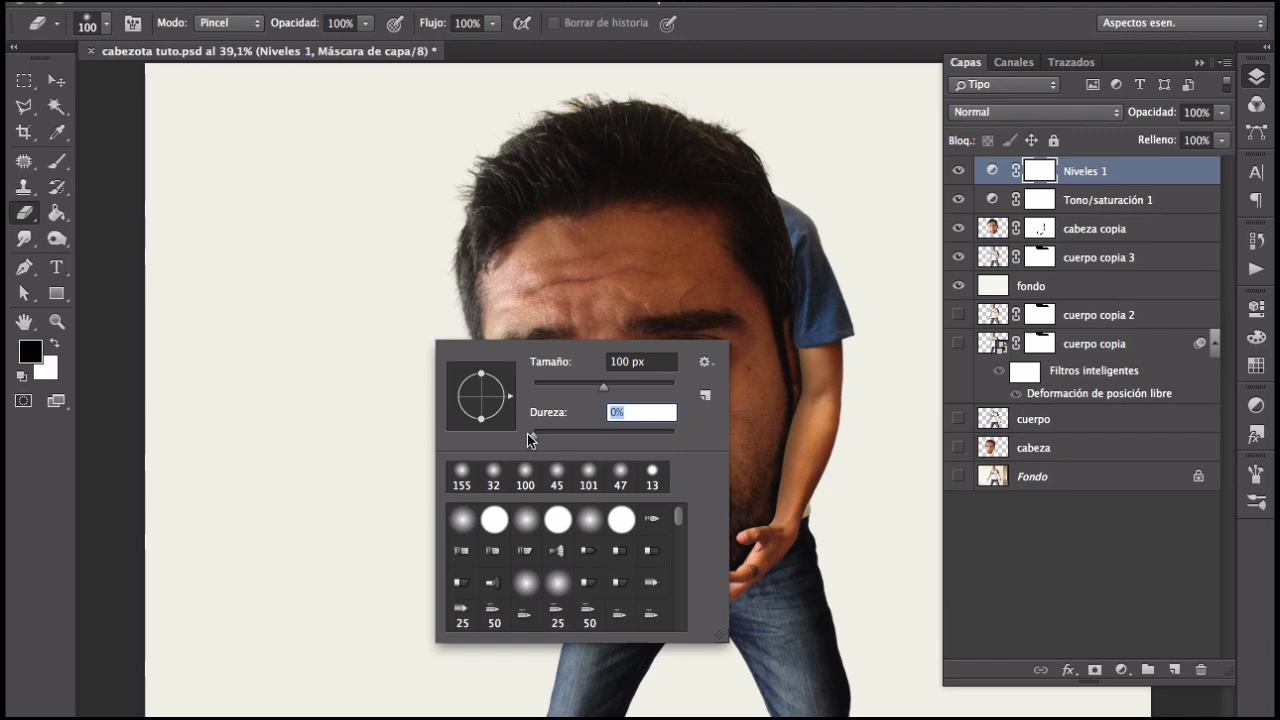 100 Modo: Pincel Opacidad: 100% Flujo: 100% Borrar de historia Aspectos esen.
cabezota tuto.psd al 39,1% (Niveles 1, Máscara de capa/8) *
Capas Canales Trazados
Tipo
Normal Opacidad: 100%
Bloq.: Relleno: 100%
Niveles 1
Tono/saturación 1
cabeza copia
cuerpo copia 3
fondo
cuerpo copia 2
cuerpo copia
Filtros inteligentes
Deformación de posición libre
cuerpo
cabeza
Fondo
Tamaño: 100 px
Dureza: 0%
155 32 100 45 101 47 13
25 50 25 50